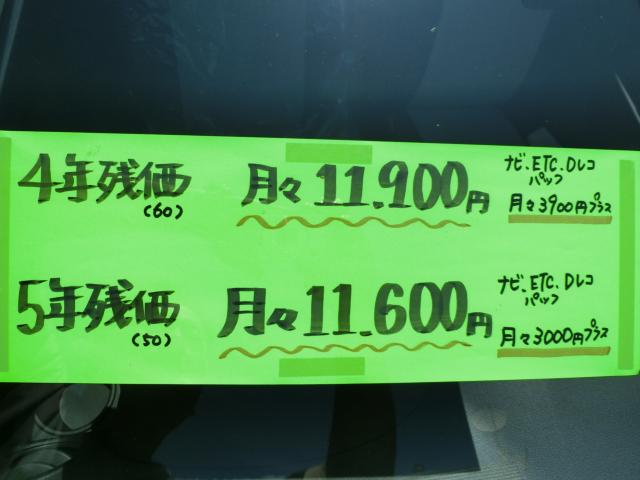 4年残価
(60)
月々11.900円
ナビ、ETC、Dレコ
パック
月々3900円プラス
5年残価
(50)
月々11.600円
ナビ、ETC、Dレコ
パック
月々3000円プラス